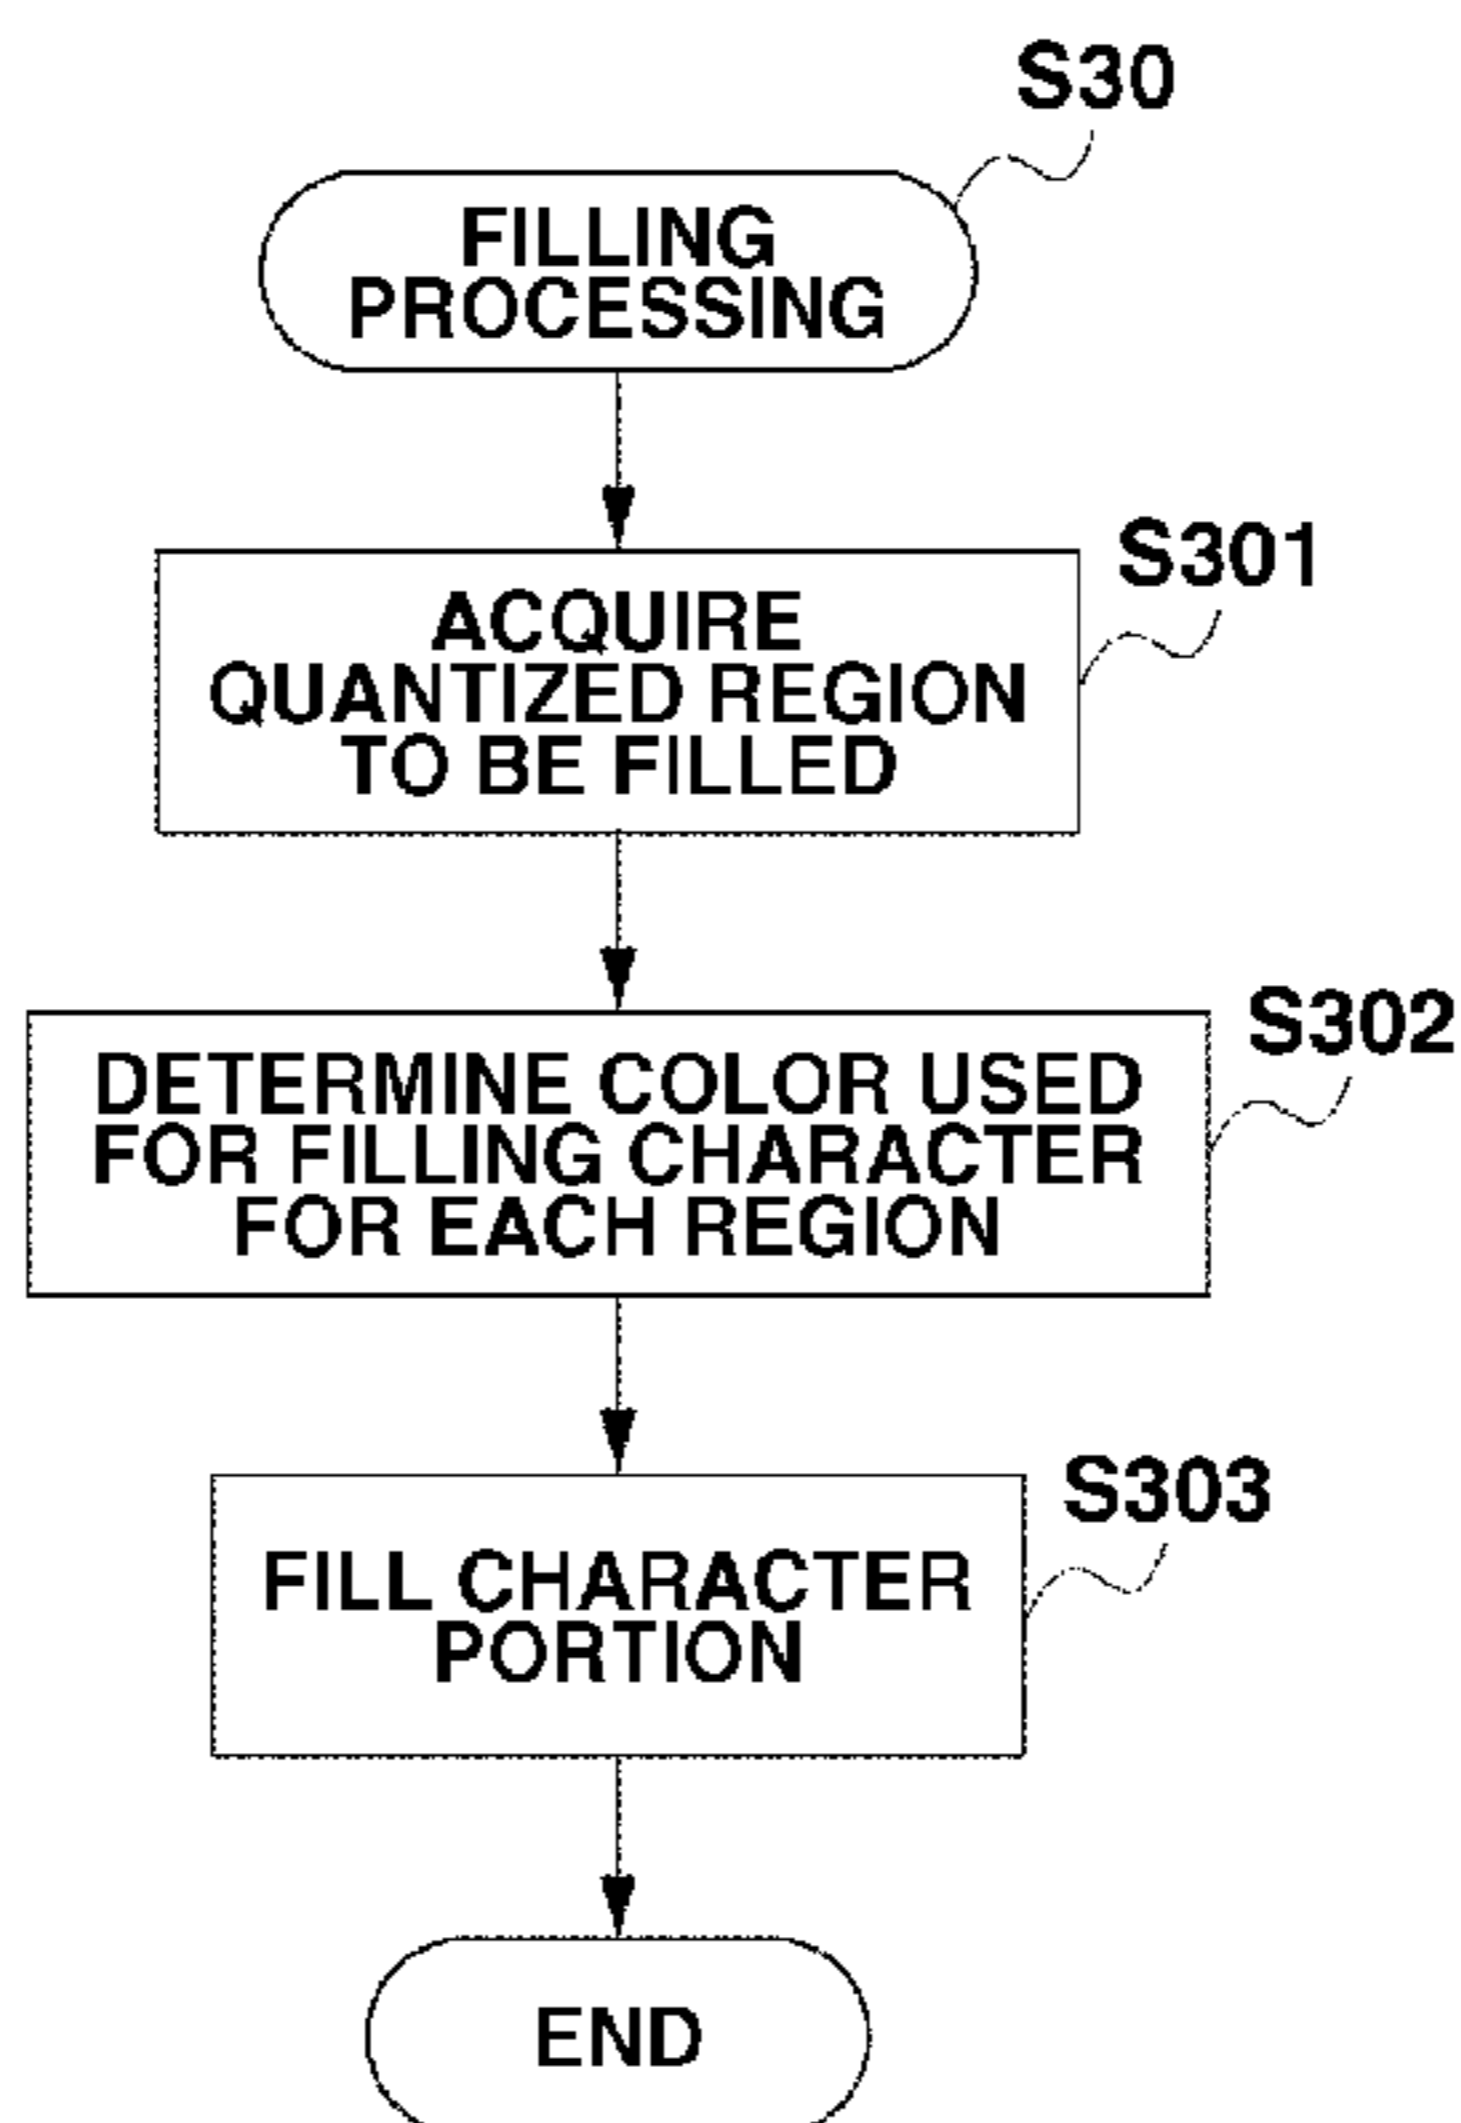 S30
FILLING
PROCESSING
S301
ACQUIRE
QUANTIZED REGION
TO BE FILLED
S302
DETERMINE COLOR USED
FOR FILLING CHARACTER
FOR EACH REGION
S303
FILL CHARACTER
PORTION
END